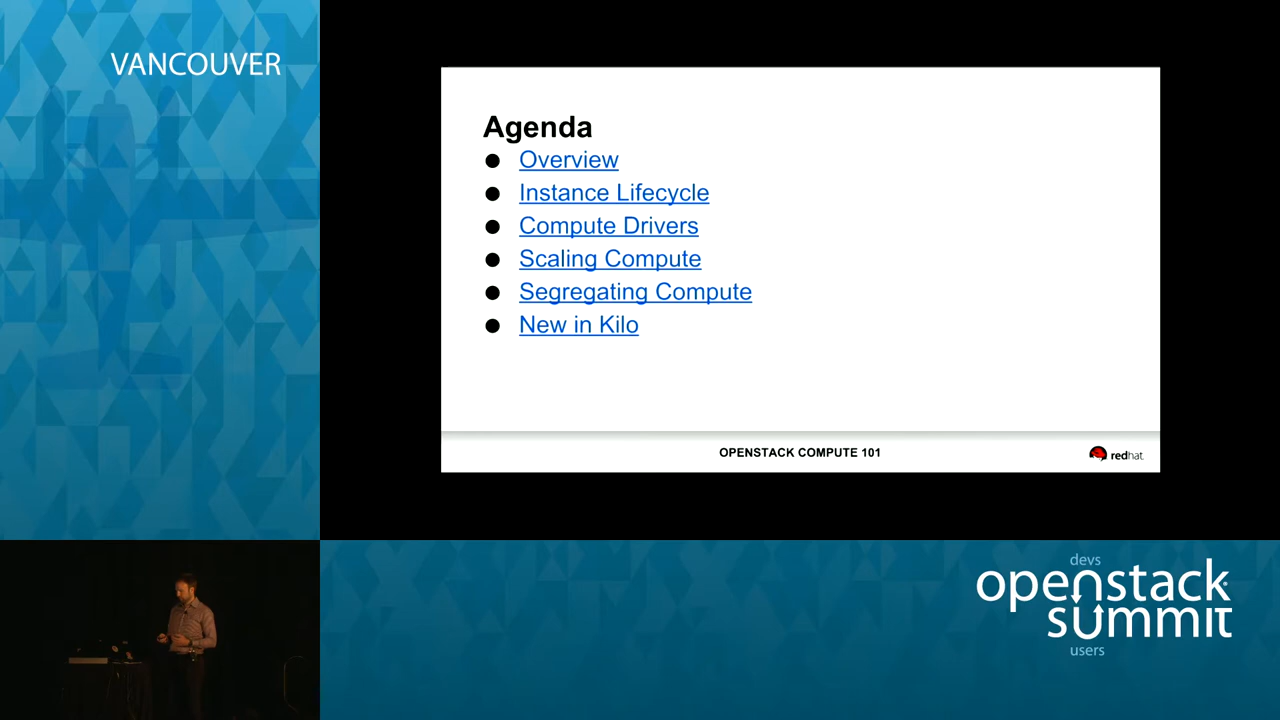 VANCOUVER
Agenda
● Overview
● Instance Lifecycle
● Compute Drivers
● Scaling Compute
● Segregating Compute
● New in Kilo
OPENSTACK COMPUTE 101
redhat
devs
openstack
summit
users